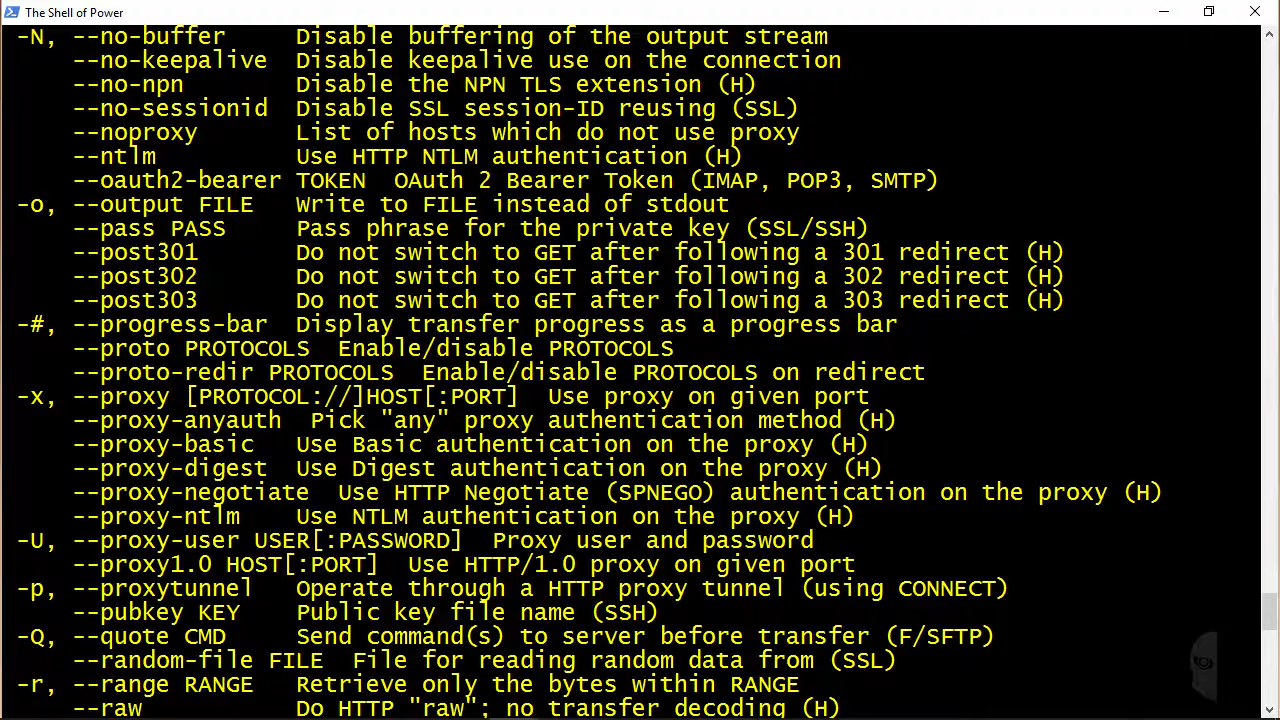 The Shell of Power
-N, --no-buffer     Disable buffering of the output stream
    --no-keepalive  Disable keepalive use on the connection
    --no-npn        Disable the NPN TLS extension (H)
    --no-sessionid  Disable SSL session-ID reusing (SSL)
    --noproxy       List of hosts which do not use proxy
    --ntlm          Use HTTP NTLM authentication (H)
    --oauth2-bearer TOKEN  OAuth 2 Bearer Token (IMAP, POP3, SMTP)
-o, --output FILE   Write to FILE instead of stdout
    --pass PASS     Pass phrase for the private key (SSL/SSH)
    --post301       Do not switch to GET after following a 301 redirect (H)
    --post302       Do not switch to GET after following a 302 redirect (H)
    --post303       Do not switch to GET after following a 303 redirect (H)
-#, --progress-bar  Display transfer progress as a progress bar
    --proto PROTOCOLS  Enable/disable PROTOCOLS
    --proto-redir PROTOCOLS  Enable/disable PROTOCOLS on redirect
-x, --proxy [PROTOCOL://]HOST[:PORT]  Use proxy on given port
    --proxy-anyauth  Pick "any" proxy authentication method (H)
    --proxy-basic   Use Basic authentication on the proxy (H)
    --proxy-digest  Use Digest authentication on the proxy (H)
    --proxy-negotiate  Use HTTP Negotiate (SPNEGO) authentication on the proxy (H)
    --proxy-ntlm    Use NTLM authentication on the proxy (H)
-U, --proxy-user USER[:PASSWORD]  Proxy user and password
    --proxy1.0 HOST[:PORT]  Use HTTP/1.0 proxy on given port
-p, --proxytunnel   Operate through a HTTP proxy tunnel (using CONNECT)
    --pubkey KEY    Public key file name (SSH)
-Q, --quote CMD     Send command(s) to server before transfer (F/SFTP)
    --random-file FILE  File for reading random data from (SSL)
-r, --range RANGE   Retrieve only the bytes within RANGE
    --raw           Do HTTP "raw"; no transfer decoding (H)